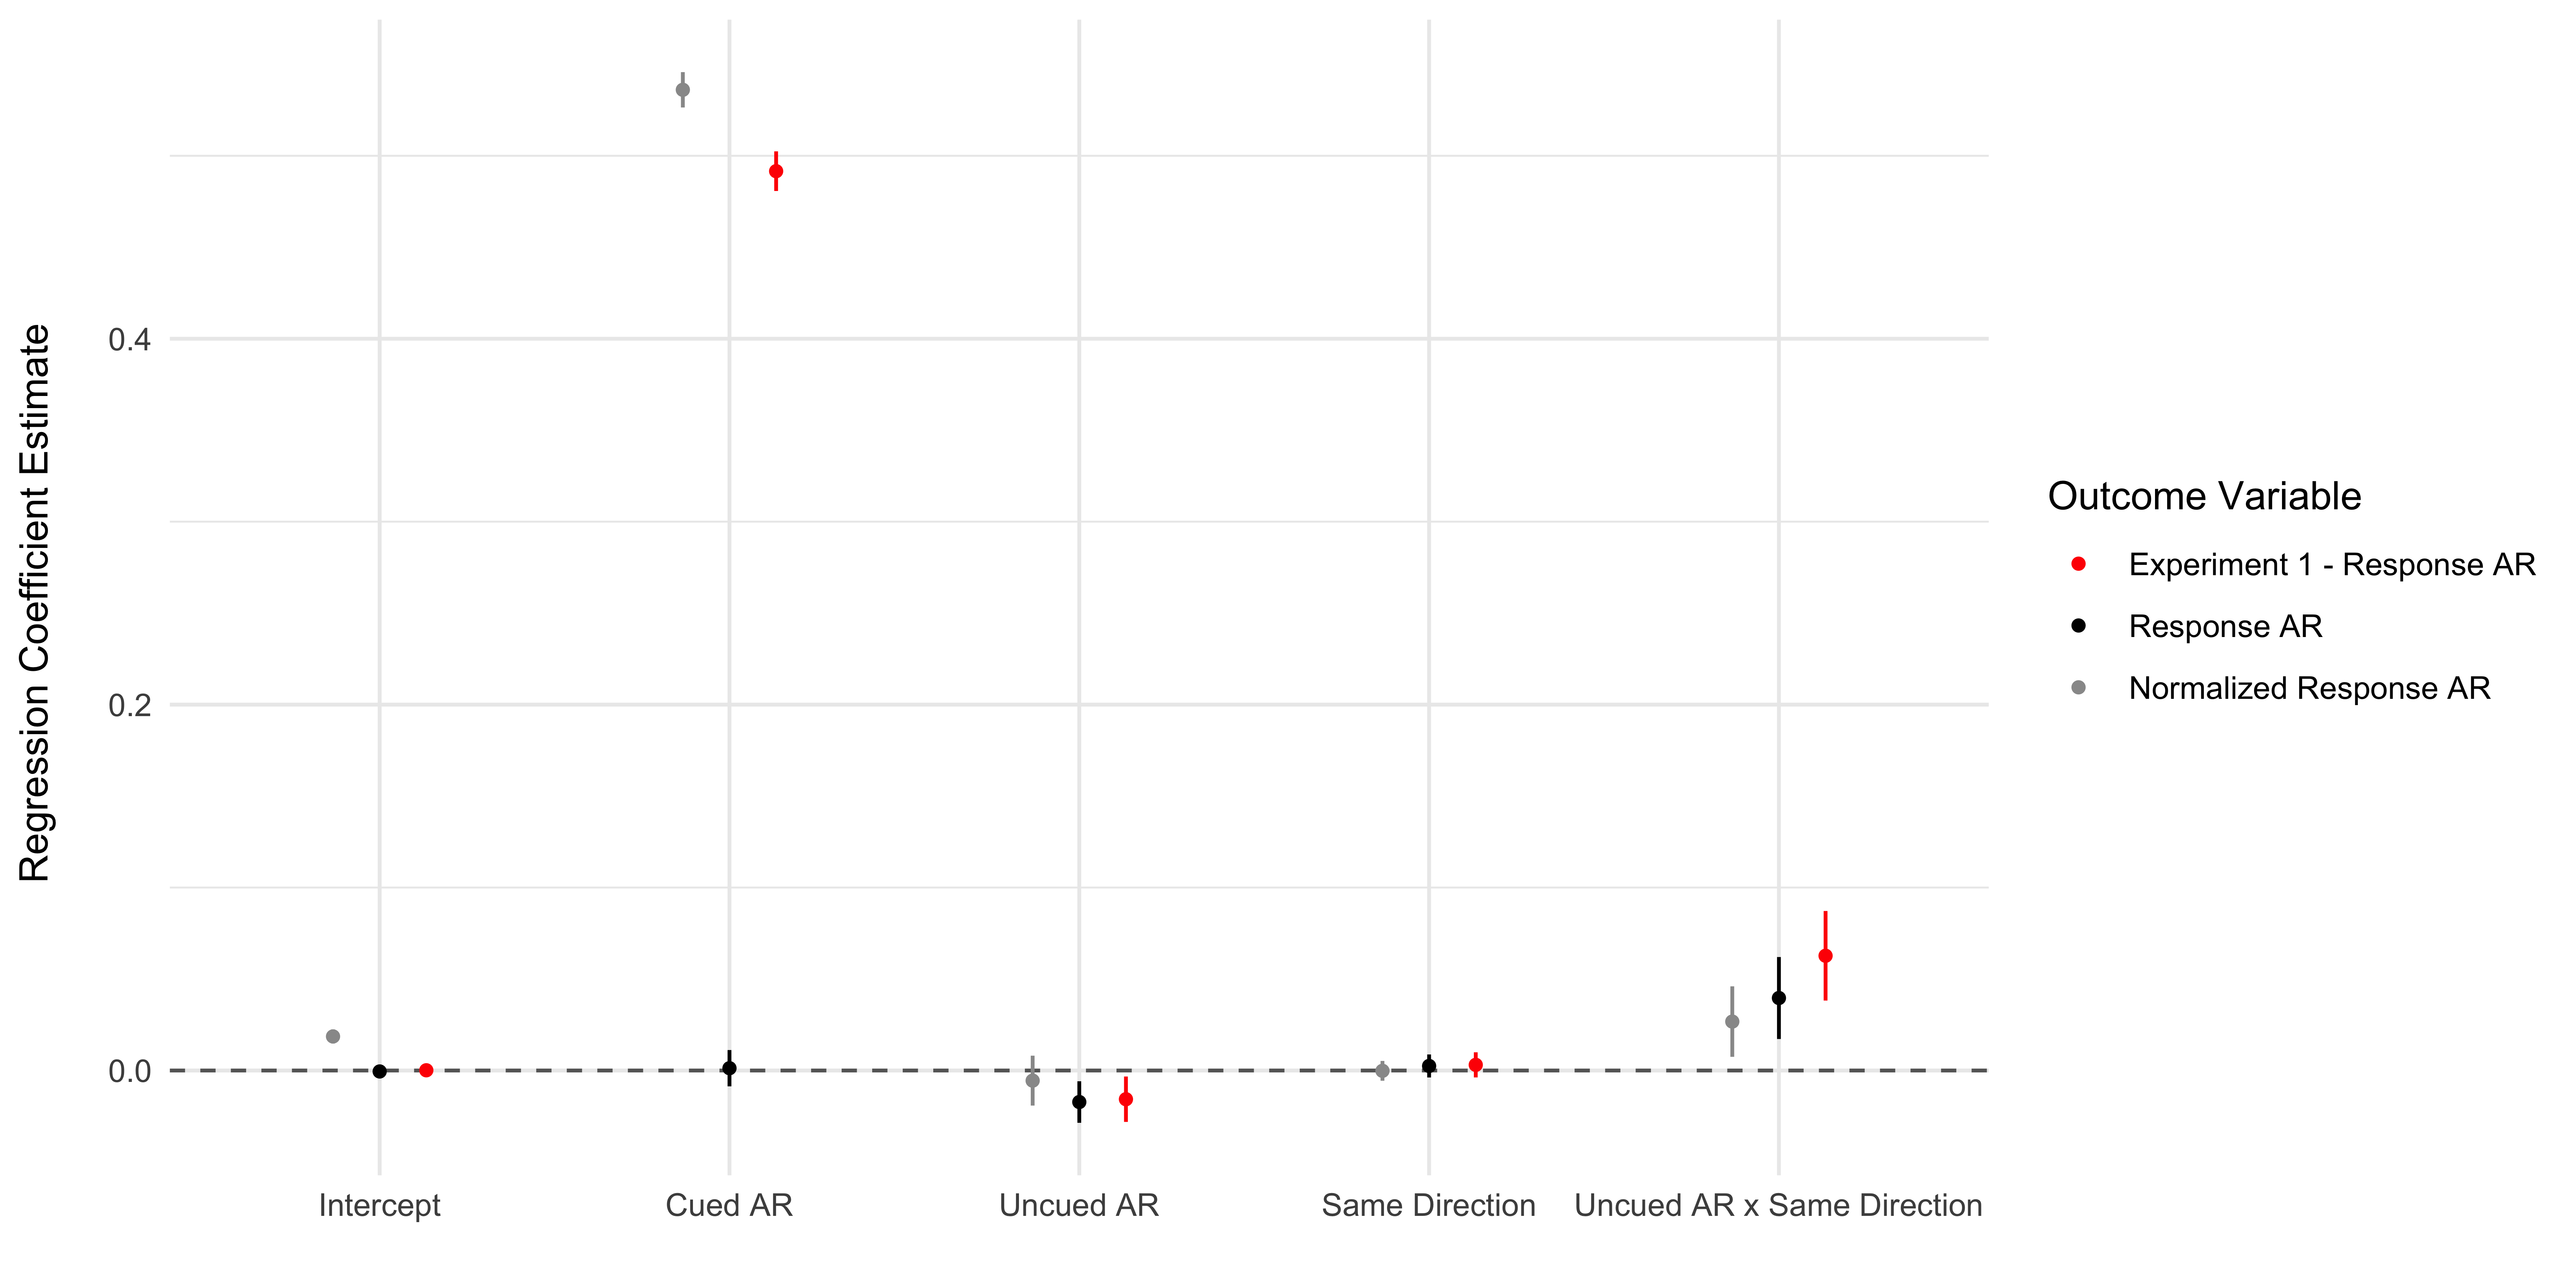 Regression Coefficient Estimate
0.4
0.2
0.0
Intercept
Cued AR
Uncued AR
Same Direction
Uncued AR x Same Direction
Outcome Variable
Experiment 1 - Response AR
Response AR
Normalized Response AR